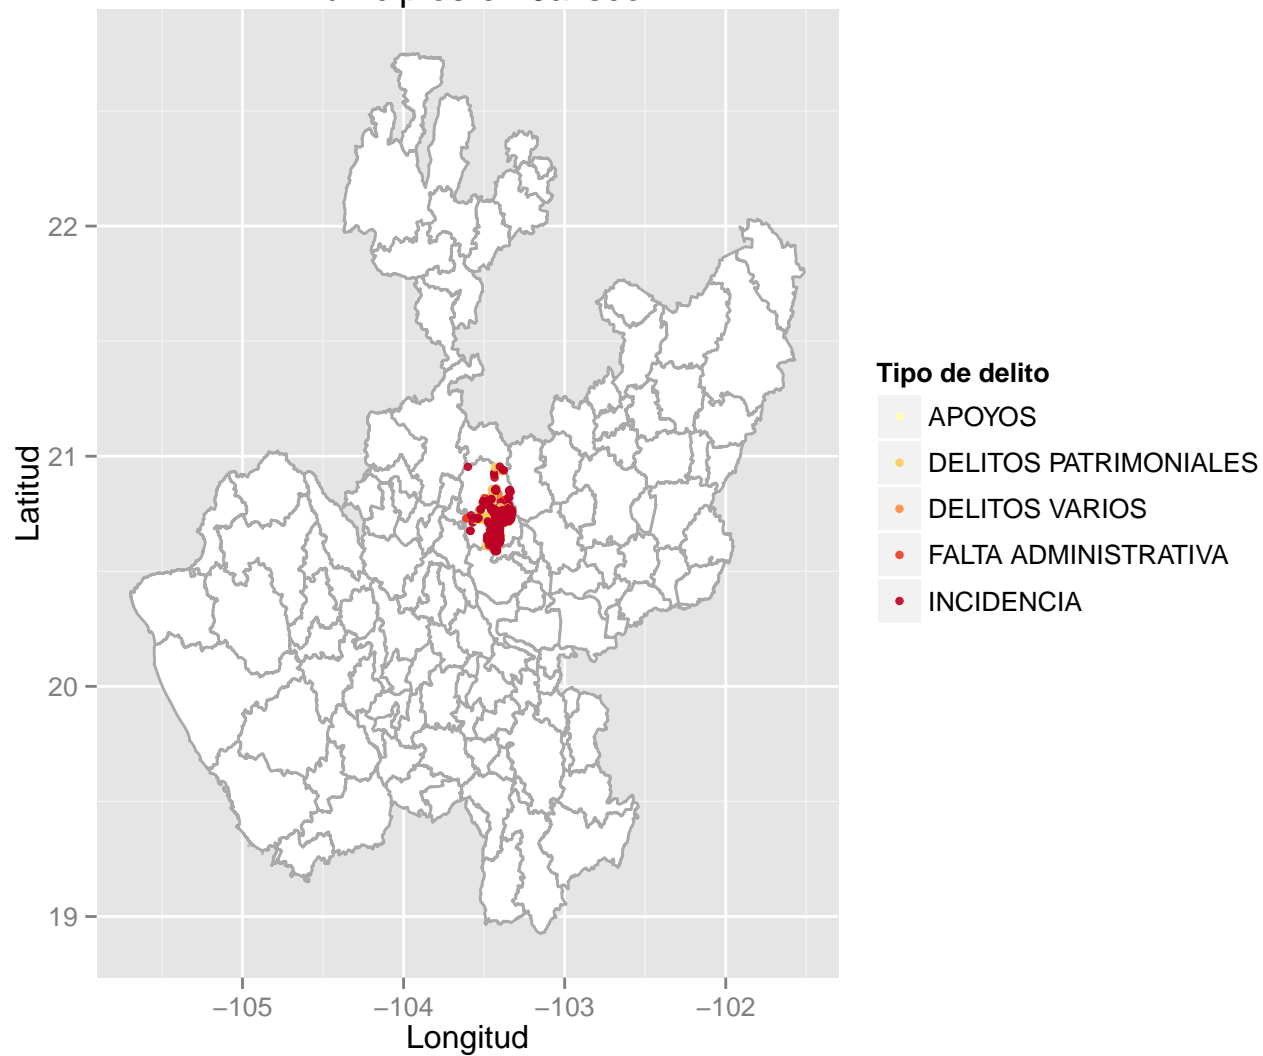 22
21
20
19
Latitud
−105
−104
−103
−102
Longitud
Tipo de delito
APOYOS
DELITOS PATRIMONIALES
DELITOS VARIOS
FALTA ADMINISTRATIVA
INCIDENCIA